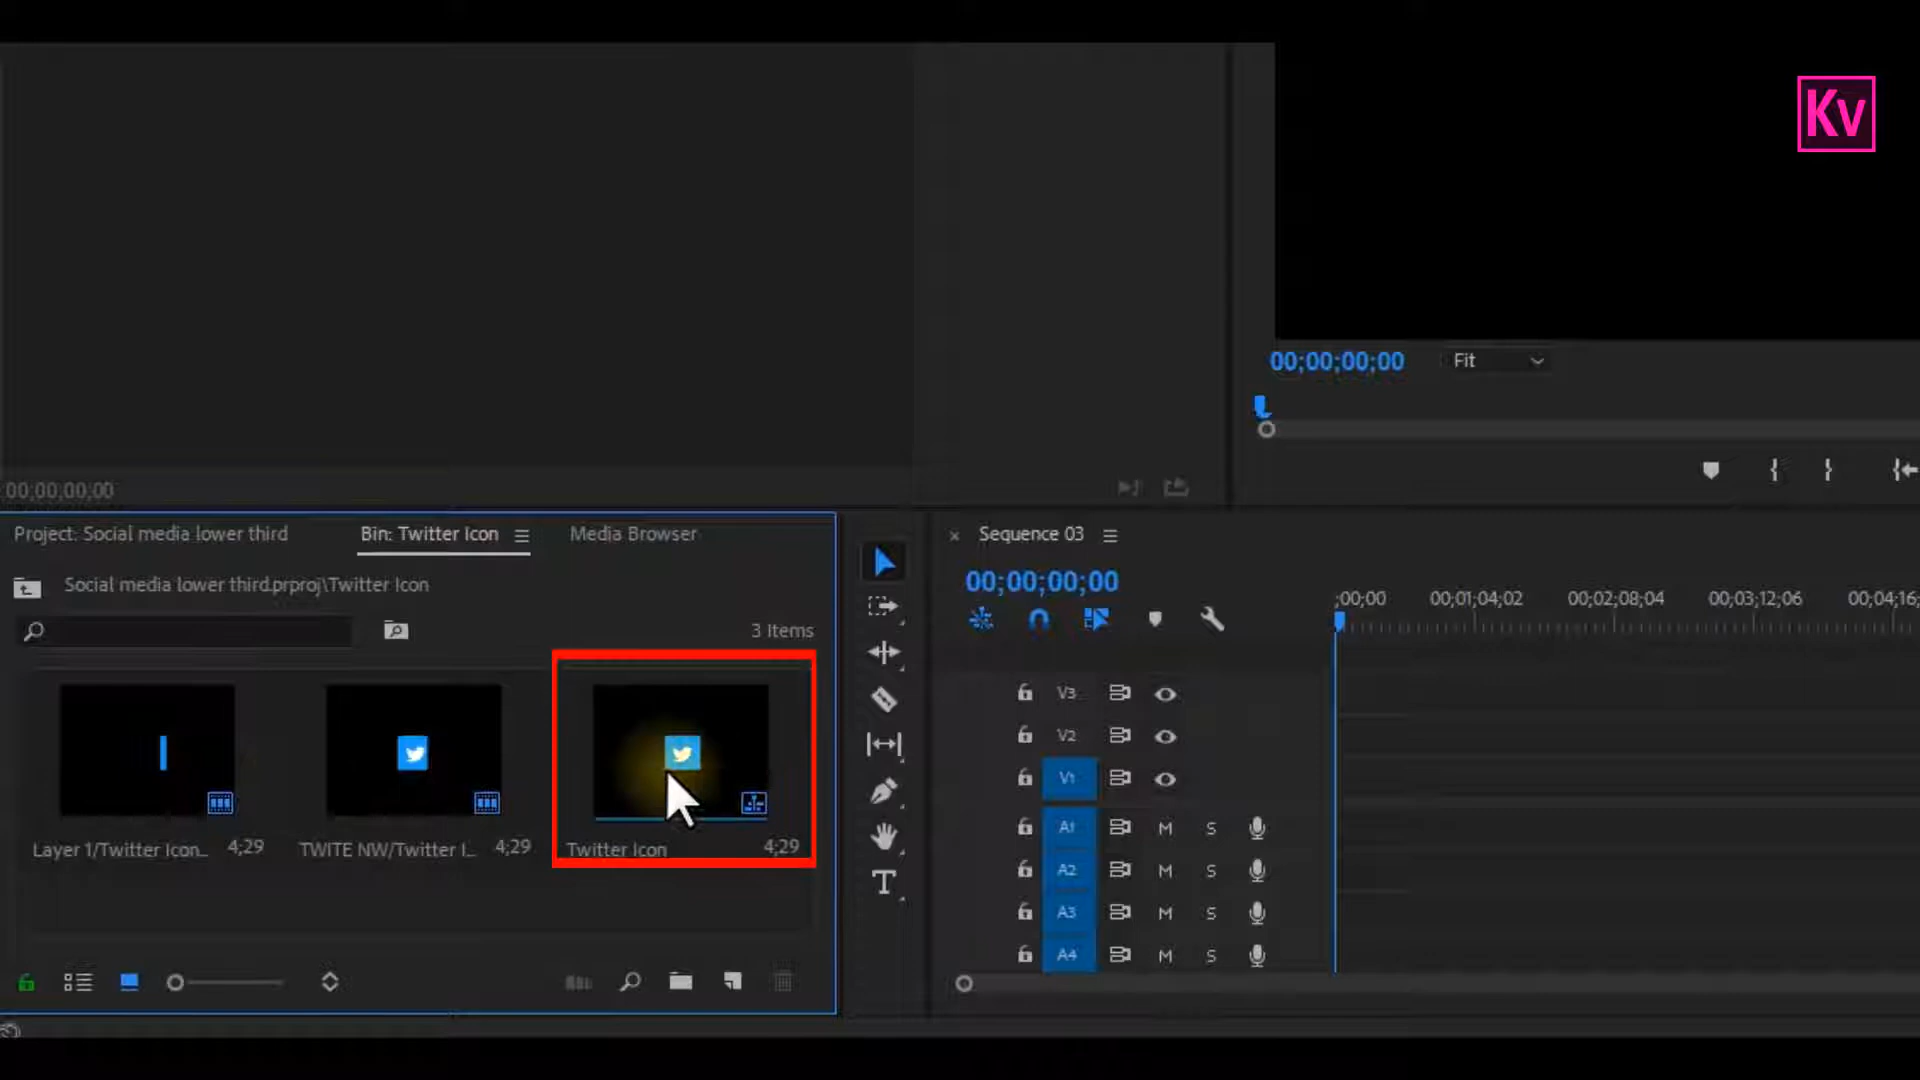 Kv
00;00;00;00
Fit
00;00;00;00
Project: Social media lower third
Bin: Twitter Icon
Media Browser
Sequence 03
Social media lower third.prproj\Twitter Icon
00;00;00;00
;00;00
00;01;04;02
00;02;08;04
00;03;12;06
00;04;16,
3 Items
V3
V2
V1
Layer 1/Twitter Icon...
4;29
TWITE NW/Twitter I...
4;29
Twitter Icon
4;29
A1
M
S
A2
M
S
A3
M
S
A4
M
S